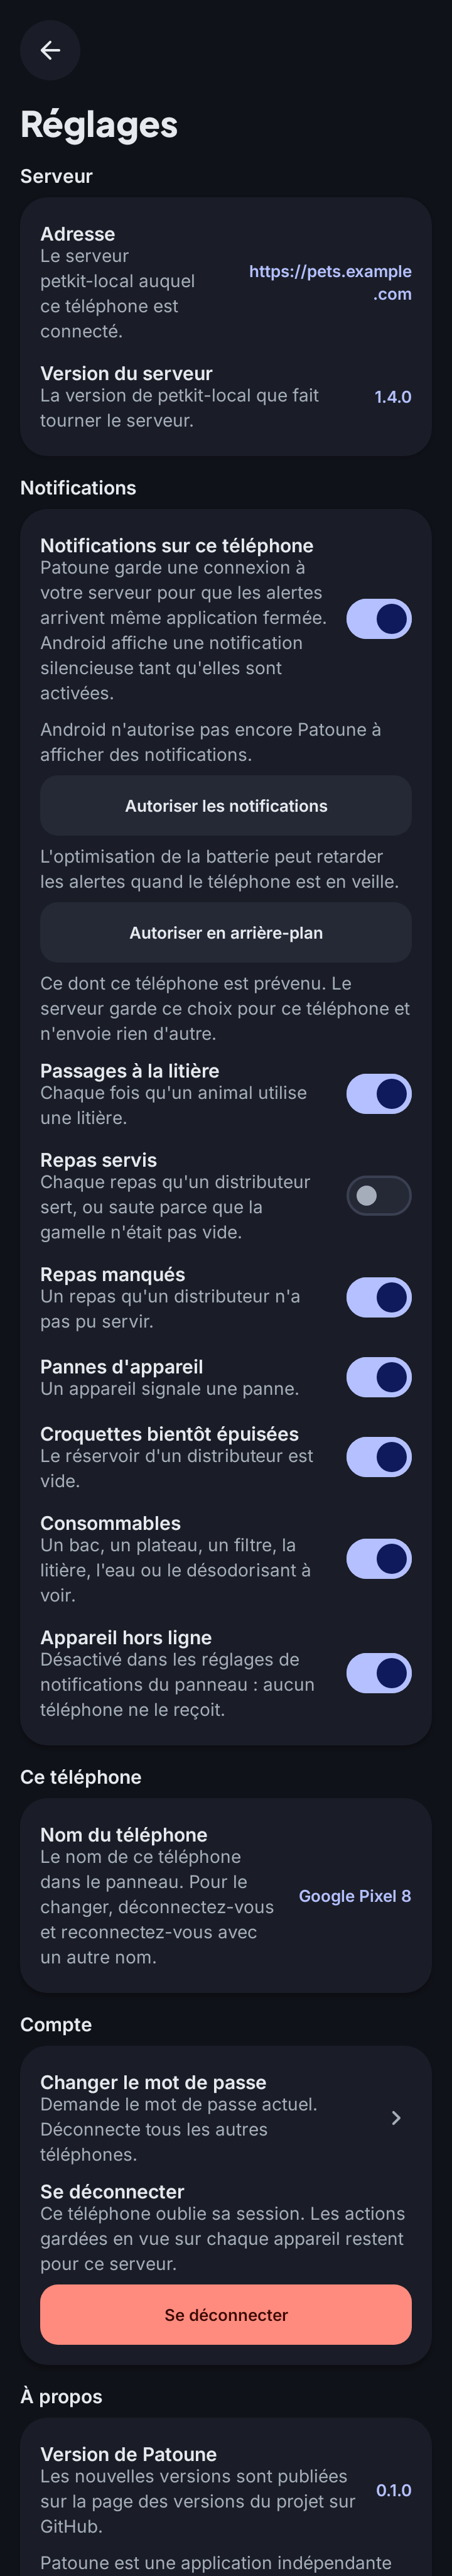 Réglages
Serveur
Adresse
Le serveur
petkit-local auquel
ce téléphone est
connecté.
https://pets.example
.com
Version du serveur
La version de petkit-local que fait
tourner le serveur.
1.4.0
Notifications
Notifications sur ce téléphone
Patoune garde une connexion à
votre serveur pour que les alertes
arrivent même application fermée.
Android affiche une notification
silencieuse tant qu'elles sont
activées.
Android n'autorise pas encore Patoune à
afficher des notifications.
Autoriser les notifications
L'optimisation de la batterie peut retarder
les alertes quand le téléphone est en veille.
Autoriser en arrière-plan
Ce dont ce téléphone est prévenu. Le
serveur garde ce choix pour ce téléphone et
n'envoie rien d'autre.
Passages à la litière
Chaque fois qu'un animal utilise
une litière.
Repas servis
Chaque repas qu'un distributeur
sert, ou saute parce que la
gamelle n'était pas vide.
Repas manqués
Un repas qu'un distributeur n'a
pas pu servir.
Pannes d'appareil
Un appareil signale une panne.
Croquettes bientôt épuisées
Le réservoir d'un distributeur est
vide.
Consommables
Un bac, un plateau, un filtre, la
litière, l'eau ou le désodorisant à
voir.
Appareil hors ligne
Désactivé dans les réglages de
notifications du panneau : aucun
téléphone ne le reçoit.
Ce téléphone
Nom du téléphone
Le nom de ce téléphone
dans le panneau. Pour le
changer, déconnectez-vous
et reconnectez-vous avec
un autre nom.
Google Pixel 8
Compte
Changer le mot de passe
Demande le mot de passe actuel.
Déconnecte tous les autres
téléphones.
Se déconnecter
Ce téléphone oublie sa session. Les actions
gardées en vue sur chaque appareil restent
pour ce serveur.
Se déconnecter
À propos
Version de Patoune
Les nouvelles versions sont publiées
sur la page des versions du projet sur
GitHub.
0.1.0
Patoune est une application indépendante